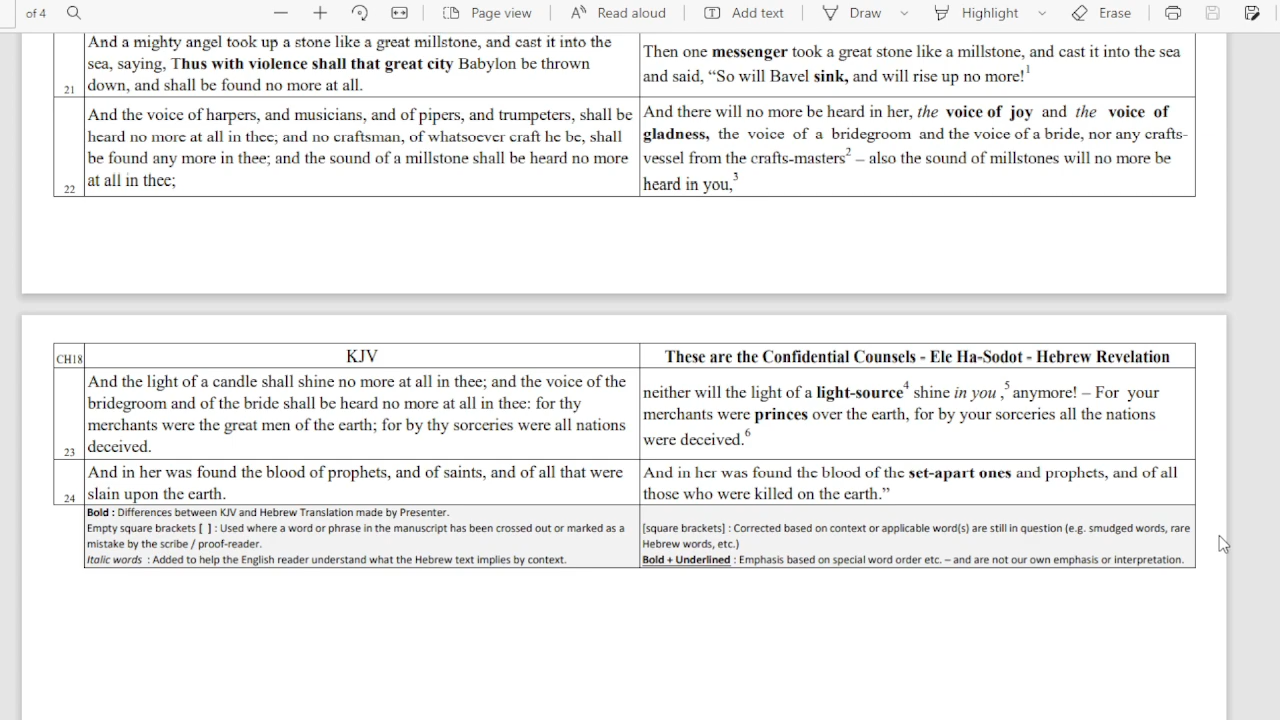 of 4
Page view
Read aloud
Add text
Draw
Highlight
Erase
And a mighty angel took up a stone like a great millstone, and cast it into the
sea, saying, Thus with violence shall that great city Babylon be thrown
down, and shall be found no more at all.
21
Then one messenger took a great stone like a millstone, and cast it into the sea
and said, “So will Bavel sink, and will rise up no more!1
And the voice of harpers, and musicians, and of pipers, and trumpeters, shall be
heard no more at all in thee; and no craftsman, of whatsoever craft he be, shall
be found any more in thee; and the sound of a millstone shall be heard no more
at all in thee;
22
And there will no more be heard in her, the voice of joy and the voice of
gladness, the voice of a bridegroom and the voice of a bride, nor any crafts-
vessel from the crafts-masters2 – also the sound of millstones will no more be
heard in you,3
CH18
KJV
These are the Confidential Counsels - Ele Ha-Sodot - Hebrew Revelation
And the light of a candle shall shine no more at all in thee; and the voice of the
bridegroom and of the bride shall be heard no more at all in thee: for thy
merchants were the great men of the earth; for by thy sorceries were all nations
deceived.
23
neither will the light of a light-source4 shine in you ,5 anymore! – For your
merchants were princes over the earth, for by your sorceries all the nations
were deceived.6
And in her was found the blood of prophets, and of saints, and of all that were
slain upon the earth.
24
And in her was found the blood of the set-apart ones and prophets, and of all
those who were killed on the earth.”
Bold : Differences between KJV and Hebrew Translation made by Presenter.
Empty square brackets [ ] : Used where a word or phrase in the manuscript has been crossed out or marked as a
mistake by the scribe / proof-reader.
Italic words : Added to help the English reader understand what the Hebrew text implies by context.
[square brackets] : Corrected based on context or applicable word(s) are still in question (e.g. smudged words, rare
Hebrew words, etc.)
Bold + Underlined : Emphasis based on special word order etc. – and are not our own emphasis or interpretation.